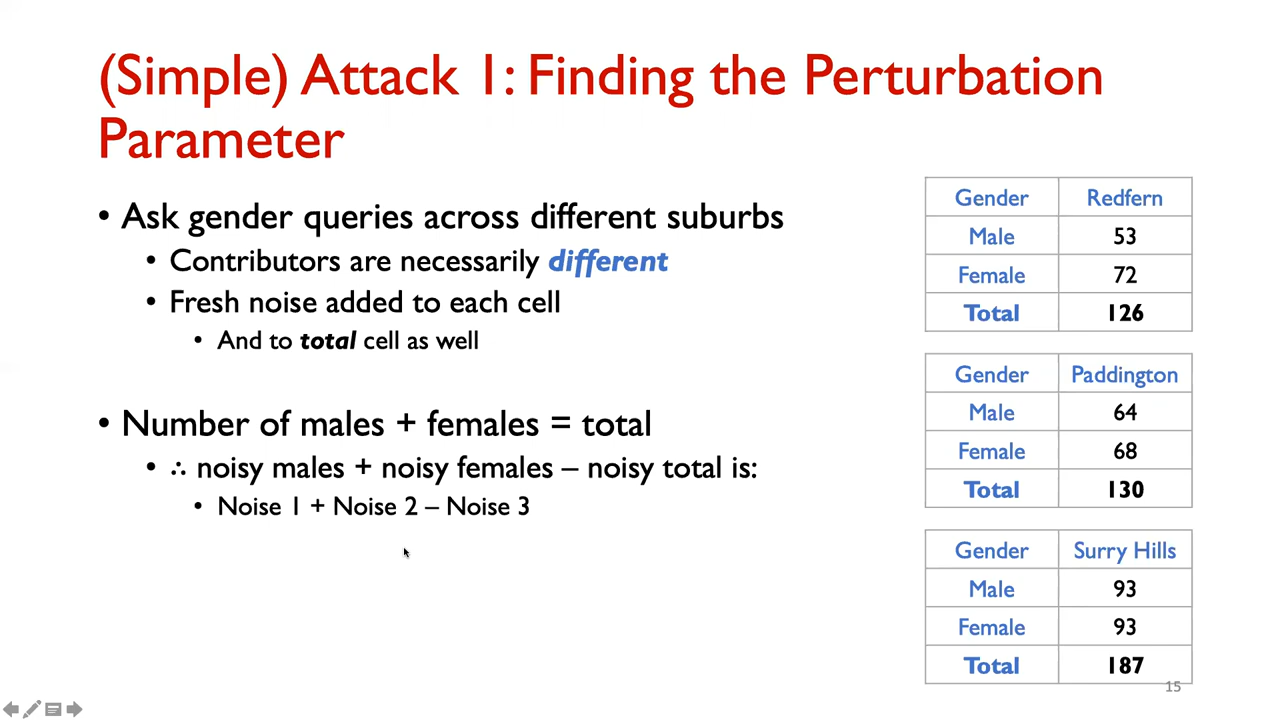 (Simple) Attack 1: Finding the Perturbation
Parameter
• Ask gender queries across different suburbs
• Contributors are necessarily different
• Fresh noise added to each cell
• And to total cell as well
• Number of males + females = total
• ∴ noisy males + noisy females – noisy total is:
• Noise 1 + Noise 2 – Noise 3
Gender Redfern
Male 53
Female 72
Total 126
Gender Paddington
Male 64
Female 68
Total 130
Gender Surry Hills
Male 93
Female 93
Total 187
15